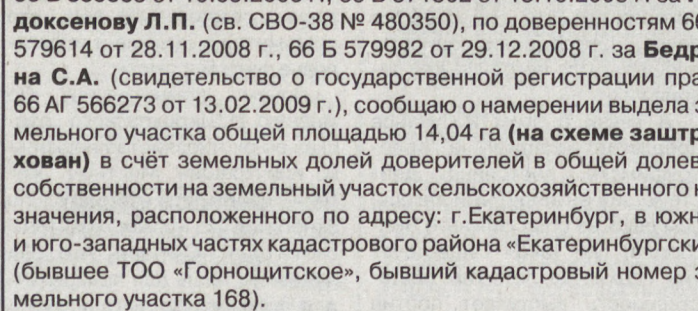 доксенову Л.П. (св. СВО-38 № 480350), по доверенностям 66
579614 от 28.11.2008 г., 66 Б 579982 от 29.12.2008 г. за Бедр
на С.А. (свидетельство о государственной регистрации пра
66 АГ 566273 от 13.02.2009 г.), сообщаю о намерении выдела з
мельного участка общей площадью 14,04 га (на схеме заштр
хован) в счёт земельных долей доверителей в общей долев
собственности на земельный участок сельскохозяйственного н
значения, расположенного по адресу: г.Екатеринбург, в южн
и юго-западных частях кадастрового района «Екатеринбургски
(бывшее ТОО «Горнощитское», бывший кадастровый номер з
мельного участка 168).